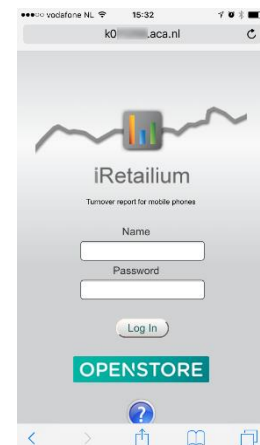 vodafone NL 15:32
k0 .aca.nl
iRetailium
Turnover report for mobile phones
Name
Password
Log In
OPENSTORE
?